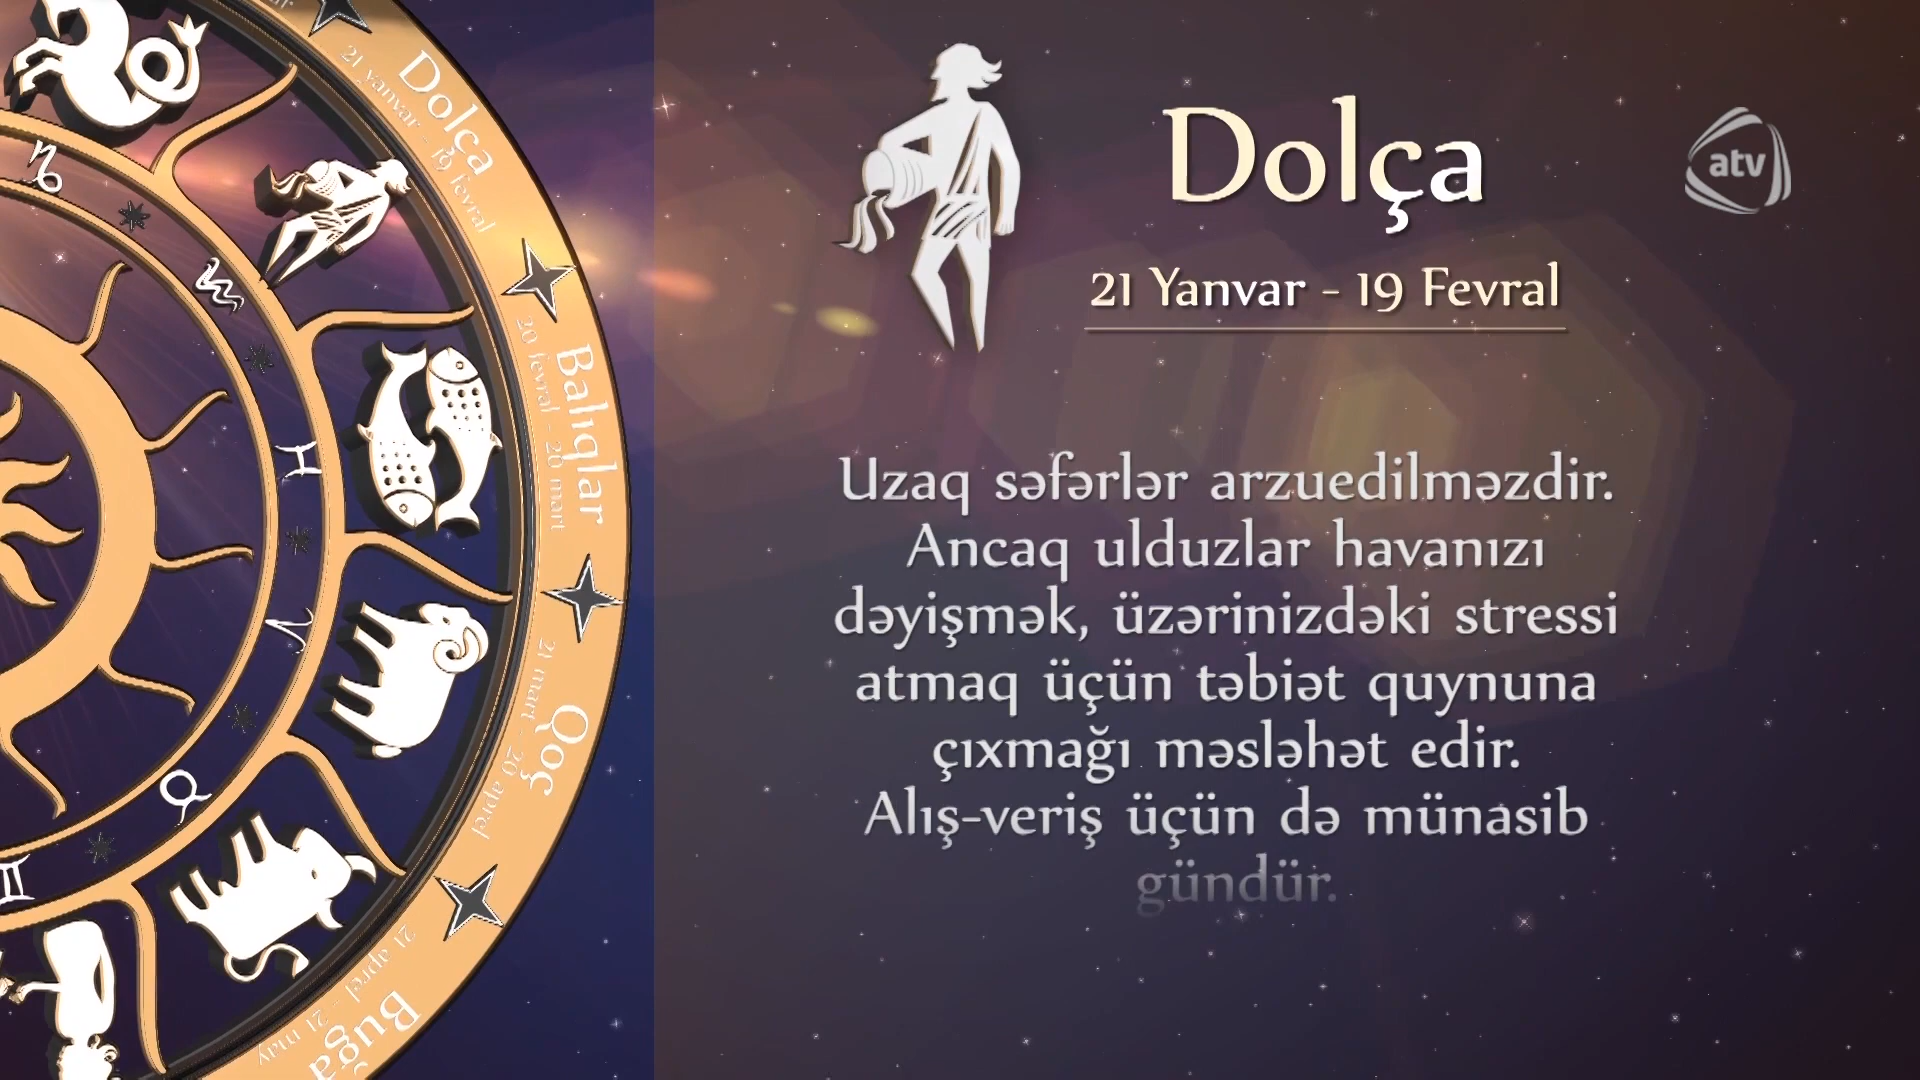 Dolça
21 yanvar - 19 fevral
Balıqlar
20 fevral - 20 mart
Qoç
21 mart - 20 aprel
Buğa
21 aprel - 21 may
Dolça
21 Yanvar - 19 Fevral
atv
Uzaq səfərlər arzuedilməzdir.
Ancaq ulduzlar havanızı
dəyişmək, üzərinizdəki stressi
atmaq üçün təbiət quynuna
çıxmağı məsləhət edir.
Alış-veriş üçün də münasib
gündür.